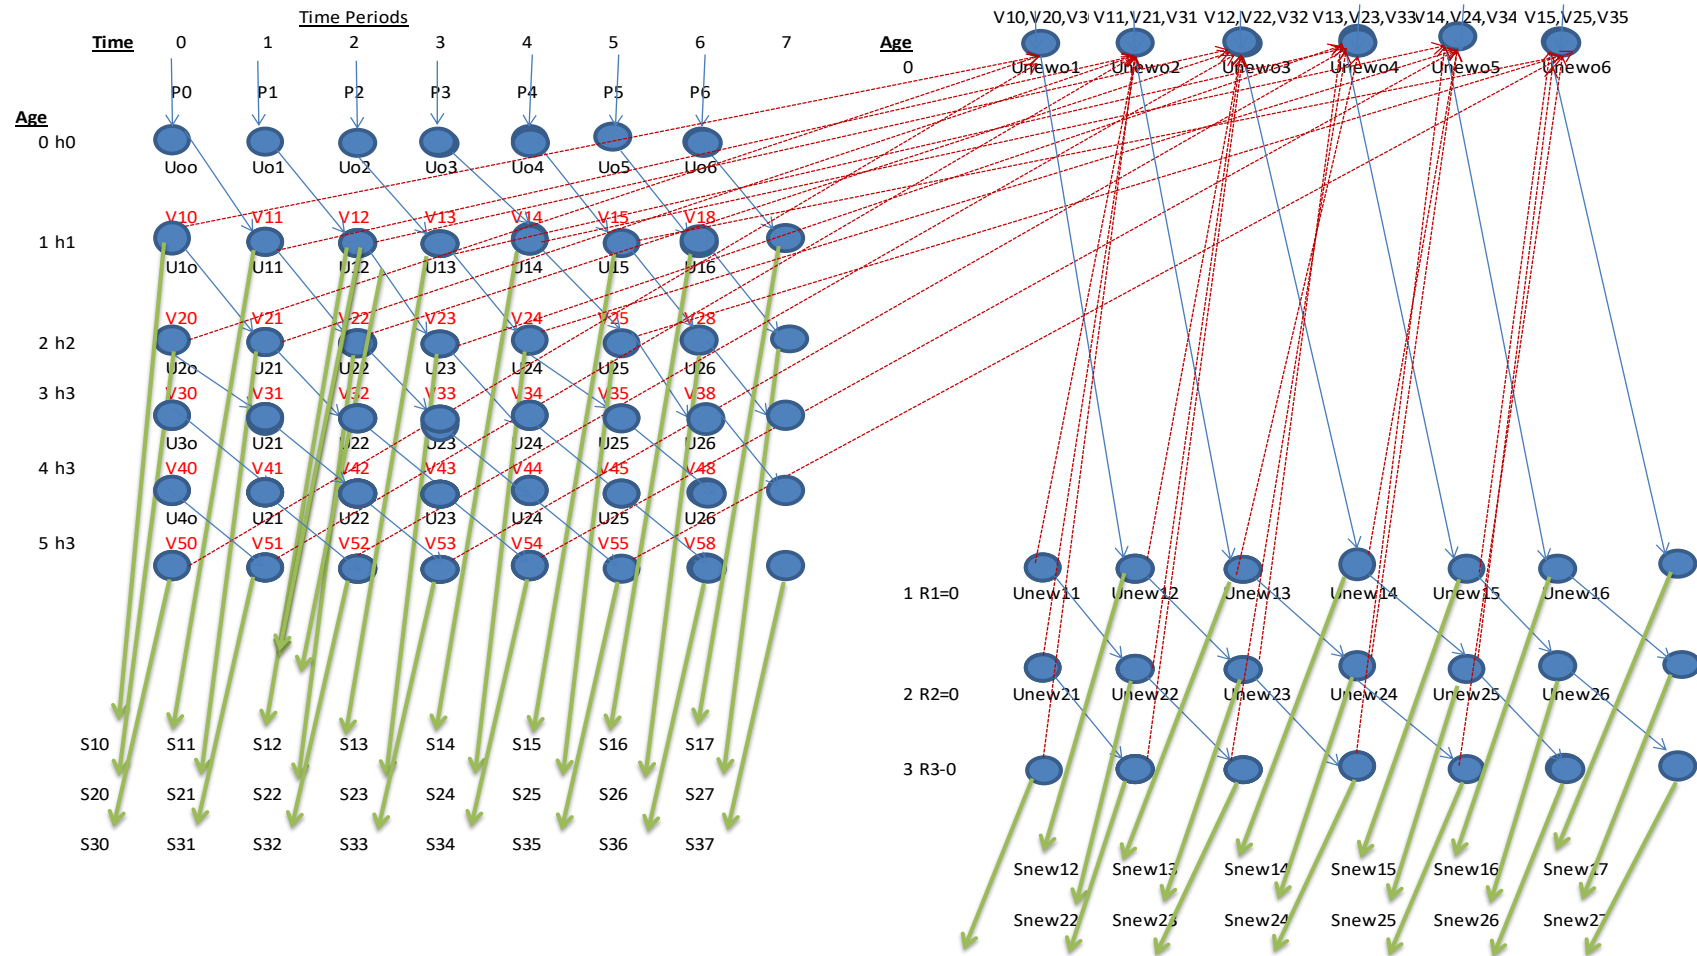 Time Periods
Time 0 1 2 3 4 5 6 7
P0 P1 P2 P3 P4 P5 P6
Age
0 h0
Uoo Uo1 Uo2 Uo3 Uo4 Uo5 Uo6
V10 V11 V12 V13 V14 V15 V18
1 h1
U1o U11 U12 U13 U14 U15 U16
V20 V21 V22 V23 V24 V25 V28
2 h2
U2o U21 U22 U23 U24 U25 U26
3 h3
V30 V31 V32 V33 V34 V35 V38
U3o U21 U22 U23 U24 U25 U26
4 h3
V40 V41 V42 V43 V44 V45 V48
U4o U21 U22 U23 U24 U25 U26
5 h3
V50 V51 V52 V53 V54 V55 V58
S10 S11 S12 S13 S14 S15 S16 S17
S20 S21 S22 S23 S24 S25 S26 S27
S30 S31 S32 S33 S34 S35 S36 S37
V10,V20,V30 V11,V21,V31 V12,V22,V32 V13,V23,V33 V14,V24,V34 V15,V25,V35
Age
0 Unewo1 Unewo2 Unewo3 Unewo4 Unewo5 Unewo6
1 R1=0 Unew11 Unew12 Unew13 Unew14 Unew15 Unew16
2 R2=0 Unew21 Unew22 Unew23 Unew24 Unew25 Unew26
3 R3-0
Snew12 Snew13 Snew14 Snew15 Snew16 Snew17
Snew22 Snew23 Snew24 Snew25 Snew26 Snew27